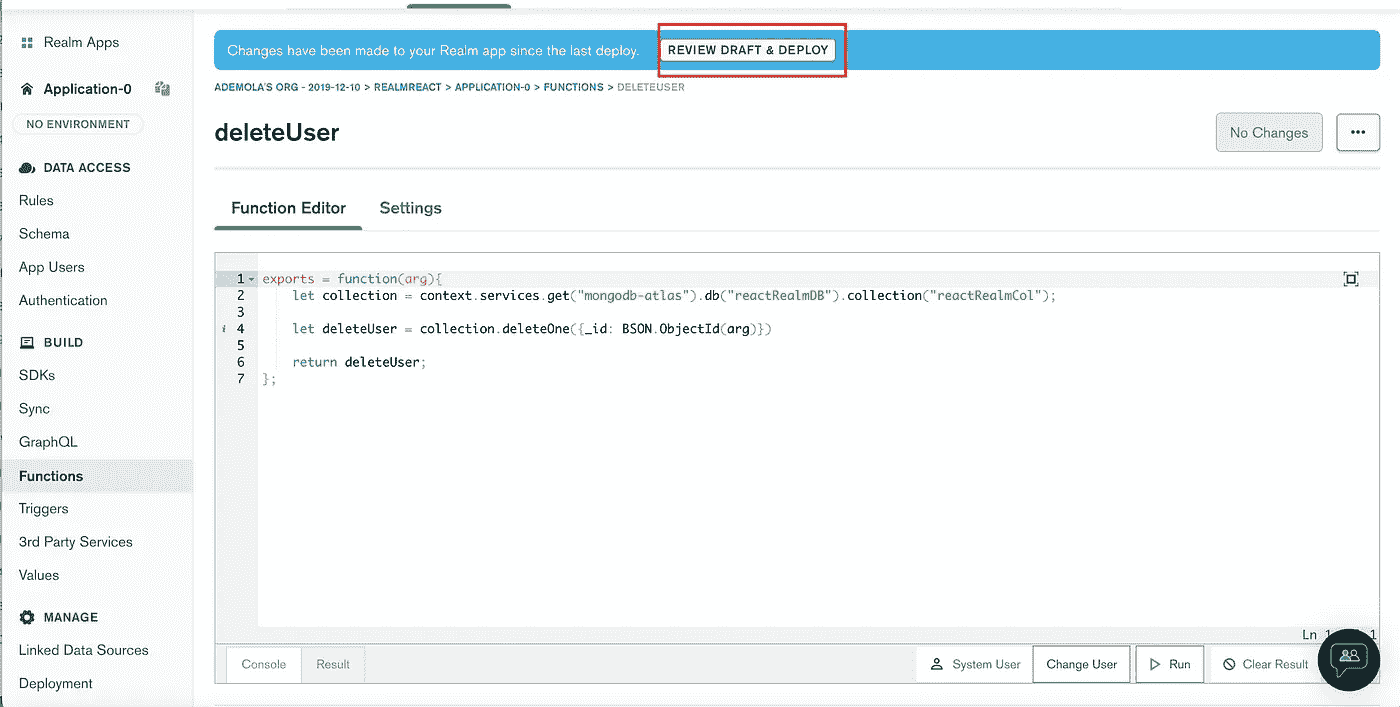 Realm Apps
Application-0
NO ENVIRONMENT
DATA ACCESS
Rules
Schema
App Users
Authentication
BUILD
SDKs
Sync
GraphQL
Functions
Triggers
3rd Party Services
Values
MANAGE
Linked Data Sources
Deployment
Changes have been made to your Realm app since the last deploy. REVIEW DRAFT & DEPLOY
ADEMOLA'S ORG - 2019-12-10 > REALMREACT > APPLICATION-0 > FUNCTIONS > DELETEUSER
deleteUser
No Changes
Function Editor Settings
1 exports = function(arg){
2 let collection = context.services.get("mongodb-atlas").db("reactRealmDB").collection("reactRealmCol");
3
i 4 let deleteUser = collection.deleteOne({_id: BSON.ObjectId(arg)})
5
6 return deleteUser;
7 };
Ln 1
Console Result System User Change User Run Clear Result